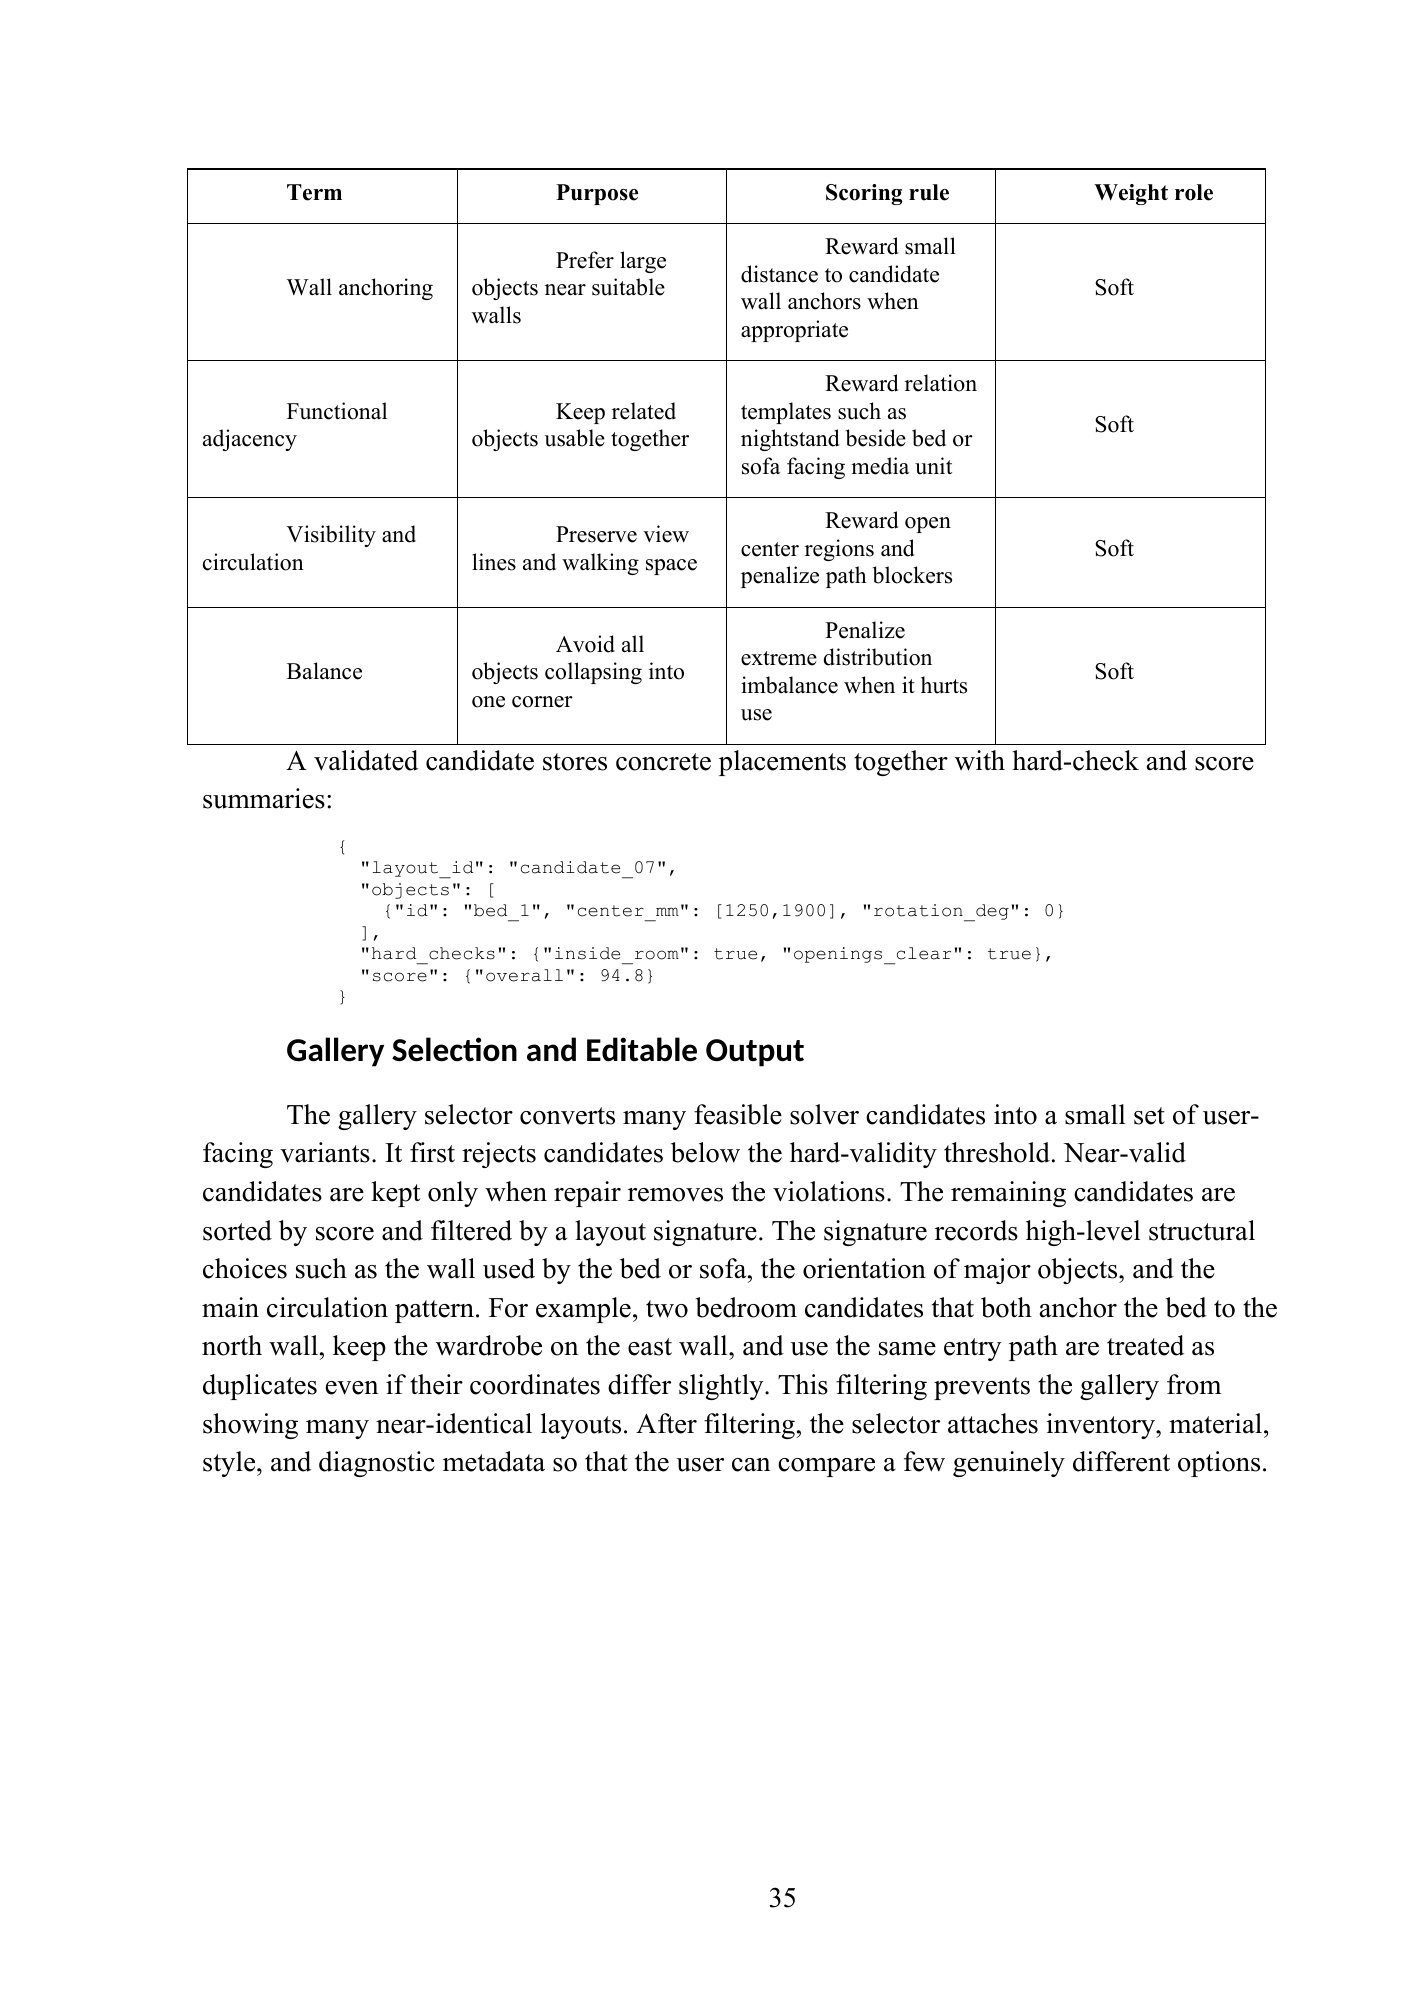 Term Purpose Scoring rule Weight role
Wall anchoring
Prefer large
objects near suitable
walls
Reward small
distance to candidate
wall anchors when
appropriate
Soft
Functional
adjacency
Keep related
objects usable together
Reward relation
templates such as
nightstand beside bed or
sofa facing media unit
Soft
Visibility and
circulation
Preserve view
lines and walking space
Reward open
center regions and
penalize path blockers
Soft
Balance
Avoid all
objects collapsing into
one corner
Penalize
extreme distribution
imbalance when it hurts
use
Soft
A validated candidate stores concrete placements together with hard-check and score
summaries:
{
  "layout_id": "candidate_07",
  "objects": [
    {"id": "bed_1", "center_mm": [1250,1900], "rotation_deg": 0}
  ],
  "hard_checks": {"inside_room": true, "openings_clear": true},
  "score": {"overall": 94.8}
}
Gallery Selection and Editable Output
The gallery selector converts many feasible solver candidates into a small set of user-
facing variants. It first rejects candidates below the hard-validity threshold. Near-valid
candidates are kept only when repair removes the violations. The remaining candidates are
sorted by score and filtered by a layout signature. The signature records high-level structural
choices such as the wall used by the bed or sofa, the orientation of major objects, and the
main circulation pattern. For example, two bedroom candidates that both anchor the bed to the
north wall, keep the wardrobe on the east wall, and use the same entry path are treated as
duplicates even if their coordinates differ slightly. This filtering prevents the gallery from
showing many near-identical layouts. After filtering, the selector attaches inventory, material,
style, and diagnostic metadata so that the user can compare a few genuinely different options.
35